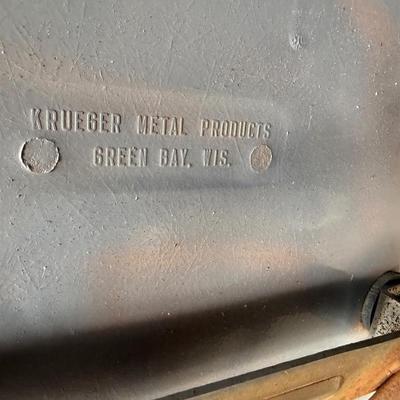 KRUEGER METAL PRODUCTS
GREEN BAY, WIS.